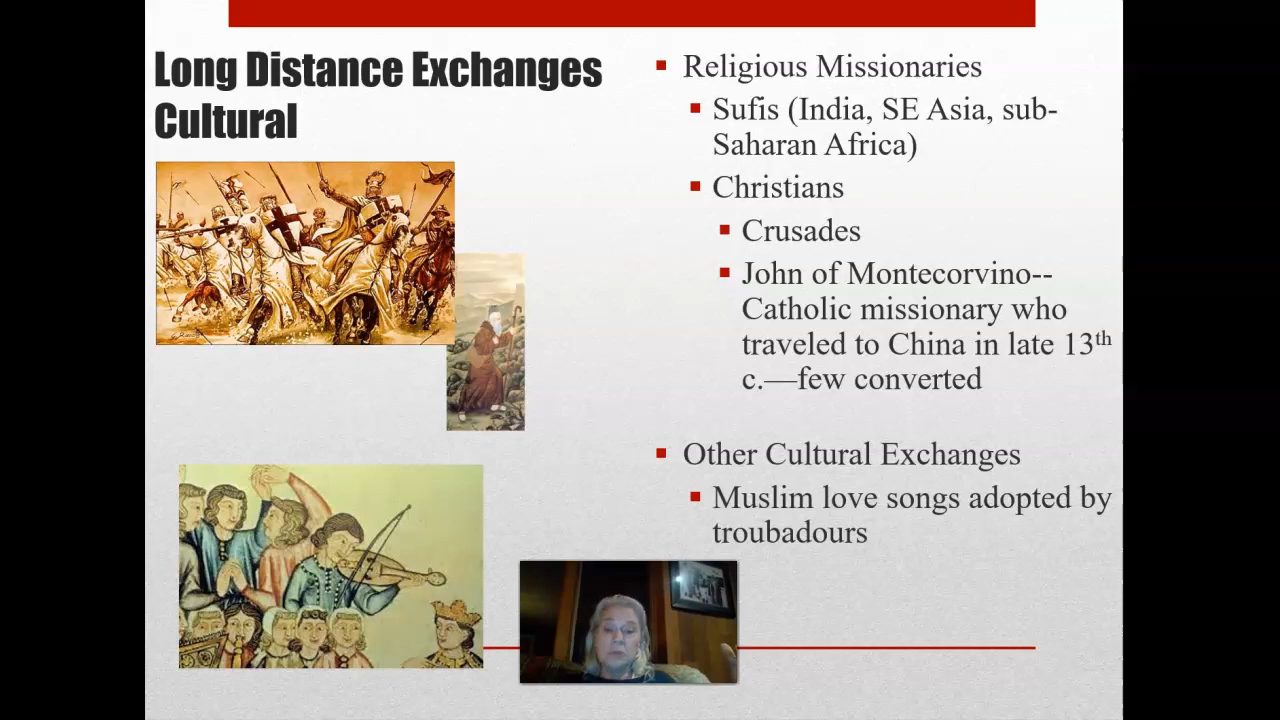 Long Distance Exchanges
Cultural
Religious Missionaries
Sufis (India, SE Asia, sub-
Saharan Africa)
Christians
Crusades
John of Montecorvino--
Catholic missionary who
traveled to China in late 13th
c.—few converted
Other Cultural Exchanges
Muslim love songs adopted by
troubadours